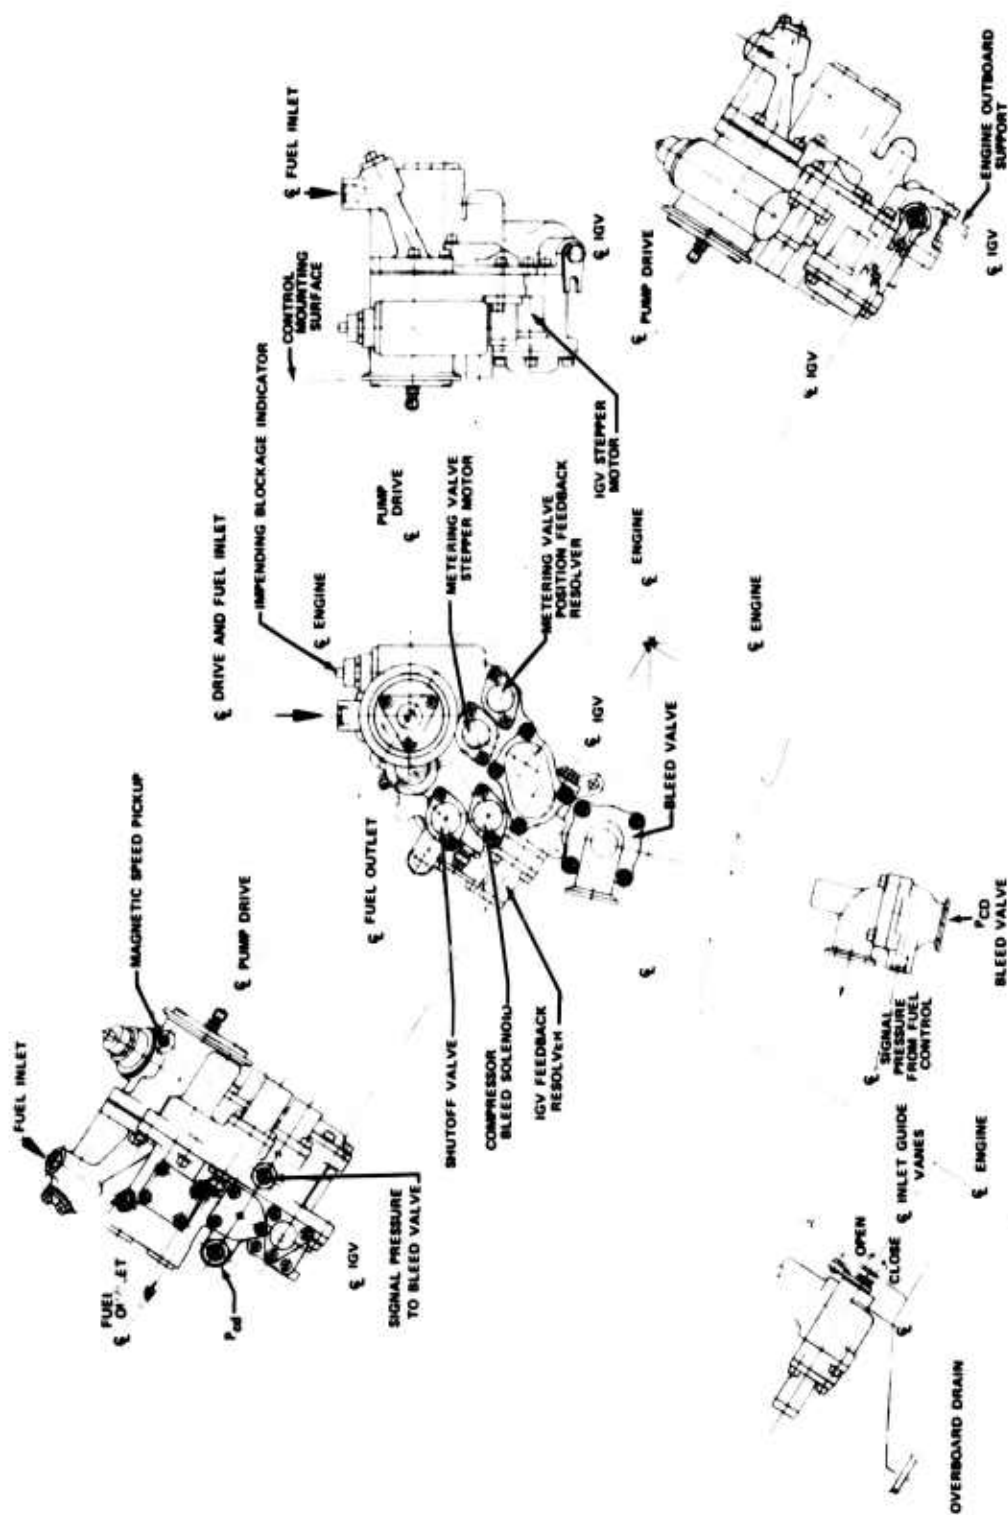 FUEL INLET
MAGNETIC SPEED PICKUP
℄ PUMP DRIVE
℄ IGV
P_cd
SIGNAL PRESSURE
TO BLEED VALVE
℄ DRIVE AND FUEL INLET
IMPENDING BLOCKAGE INDICATOR
℄ ENGINE
℄ FUEL OUTLET
SHUTOFF VALVE
COMPRESSOR
BLEED SOLENOID
IGV FEEDBACK
RESOLVER
METERING VALVE
STEPPER MOTOR
METERING VALVE
POSITION FEEDBACK
RESOLVER
℄ IGV
BLEED VALVE
℄
℄ ENGINE
℄ ENGINE
℄ FUEL INLET
CONTROL
MOUNTING
SURFACE
PUMP
DRIVE
℄
℄ IGV
IGV STEPPER
MOTOR
℄ PUMP DRIVE
℄ IGV
ENGINE OUTBOARD
SUPPORT
℄ IGV
OVERBOARD DRAIN
OPEN
CLOSE
℄
℄ INLET GUIDE
VANES
℄ ENGINE
℄ SIGNAL
PRESSURE
FROM FUEL
CONTROL
P_CD
BLEED VALVE